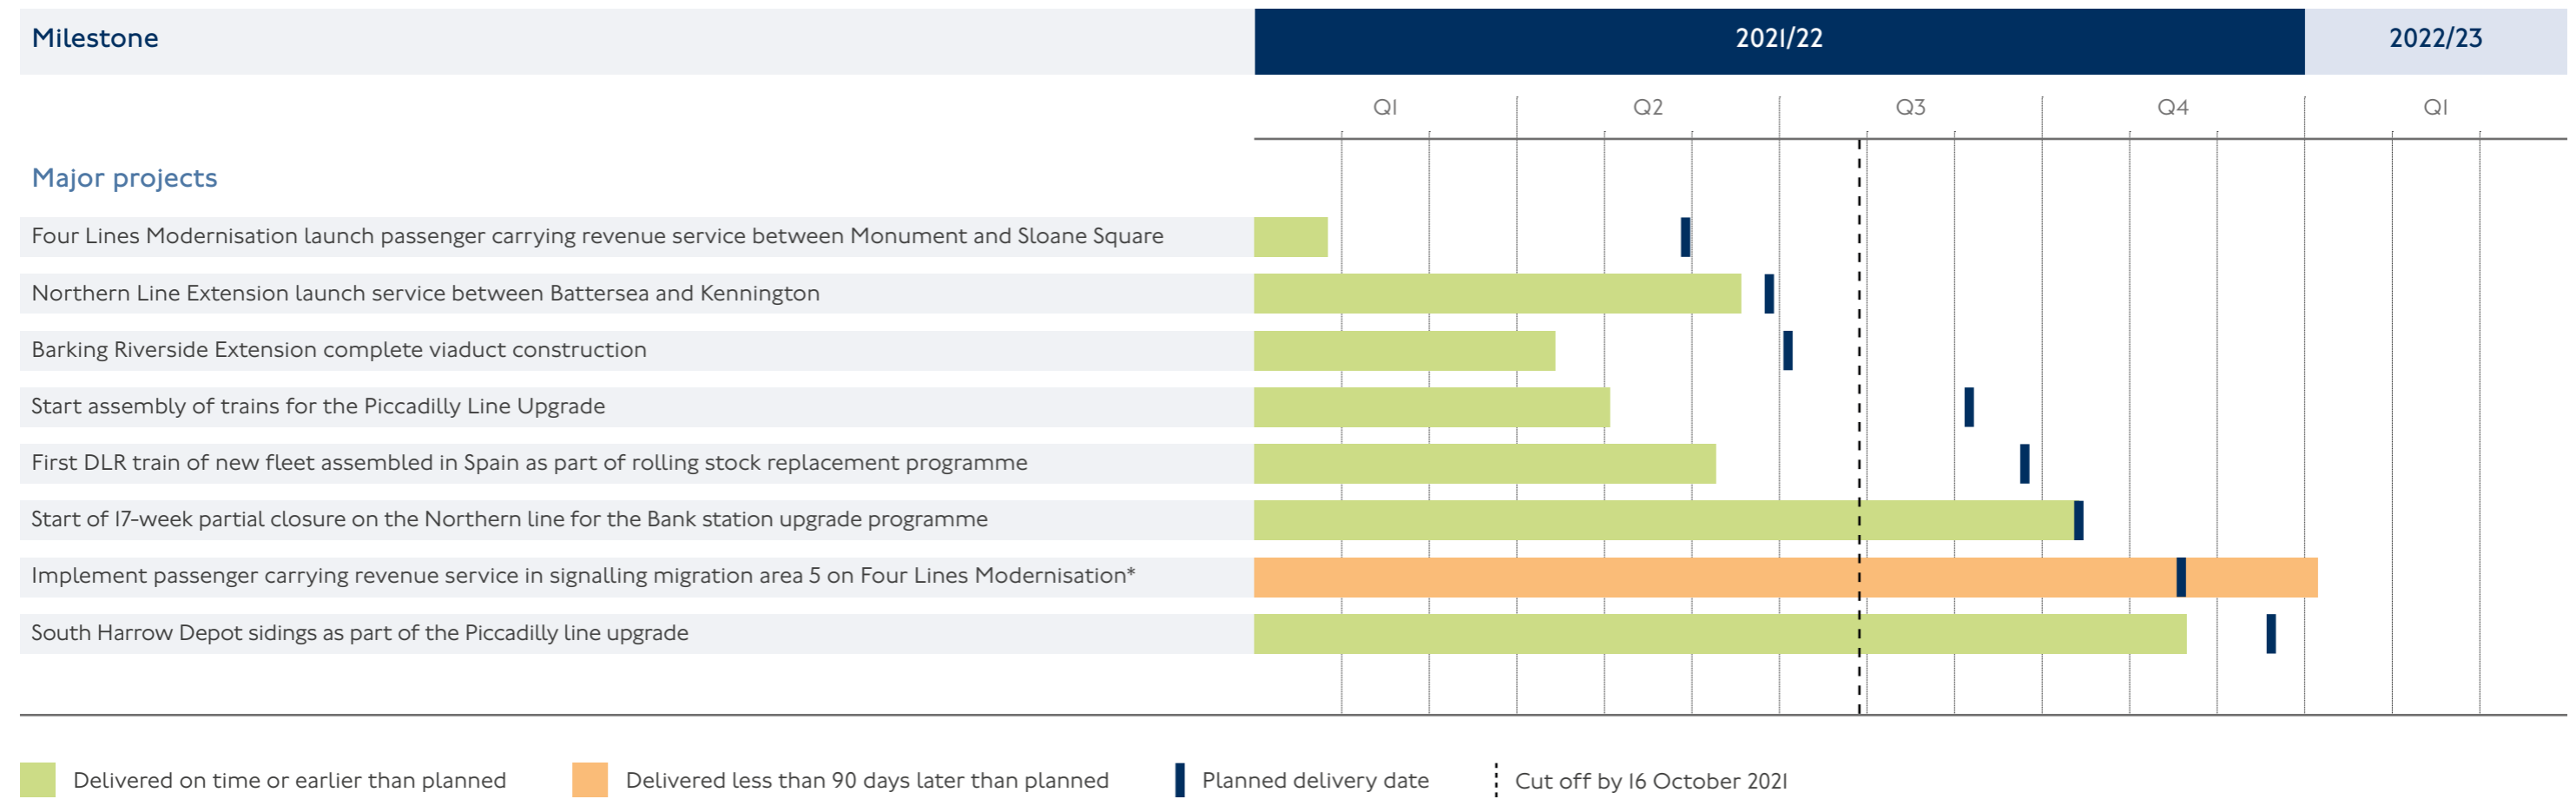 Milestone 2021/22 2022/23
Q1 Q2 Q3 Q4 Q1
Major projects
Four Lines Modernisation launch passenger carrying revenue service between Monument and Sloane Square
Northern Line Extension launch service between Battersea and Kennington
Barking Riverside Extension complete viaduct construction
Start assembly of trains for the Piccadilly Line Upgrade
First DLR train of new fleet assembled in Spain as part of rolling stock replacement programme
Start of 17-week partial closure on the Northern line for the Bank station upgrade programme
Implement passenger carrying revenue service in signalling migration area 5 on Four Lines Modernisation*
South Harrow Depot sidings as part of the Piccadilly line upgrade
Delivered on time or earlier than planned Delivered less than 90 days later than planned Planned delivery date Cut off by 16 October 2021